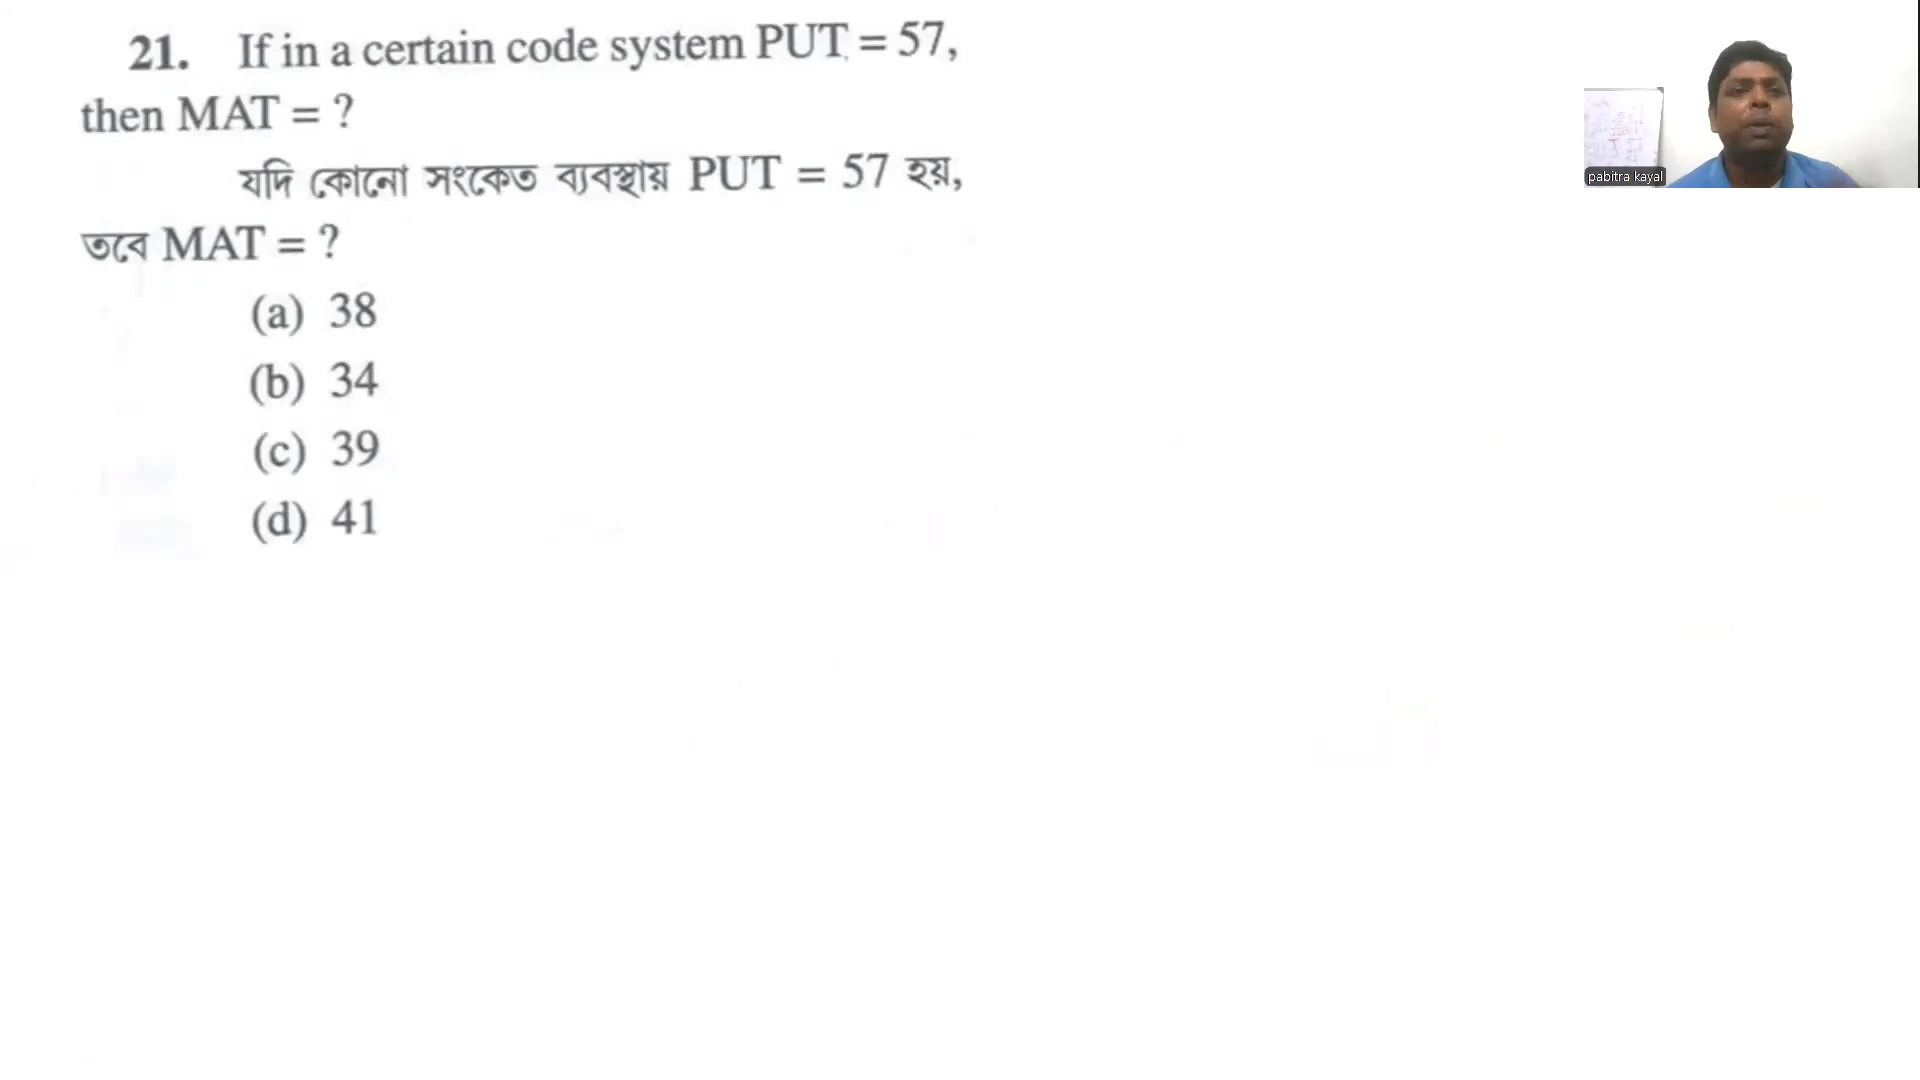 21. If in a certain code system PUT = 57,
then MAT = ?
যদি কোনো সংকেত ব্যবস্থায় PUT = 57 হয়,
তবে MAT = ?
(a) 38
(b) 34
(c) 39
(d) 41
pabitra kayal